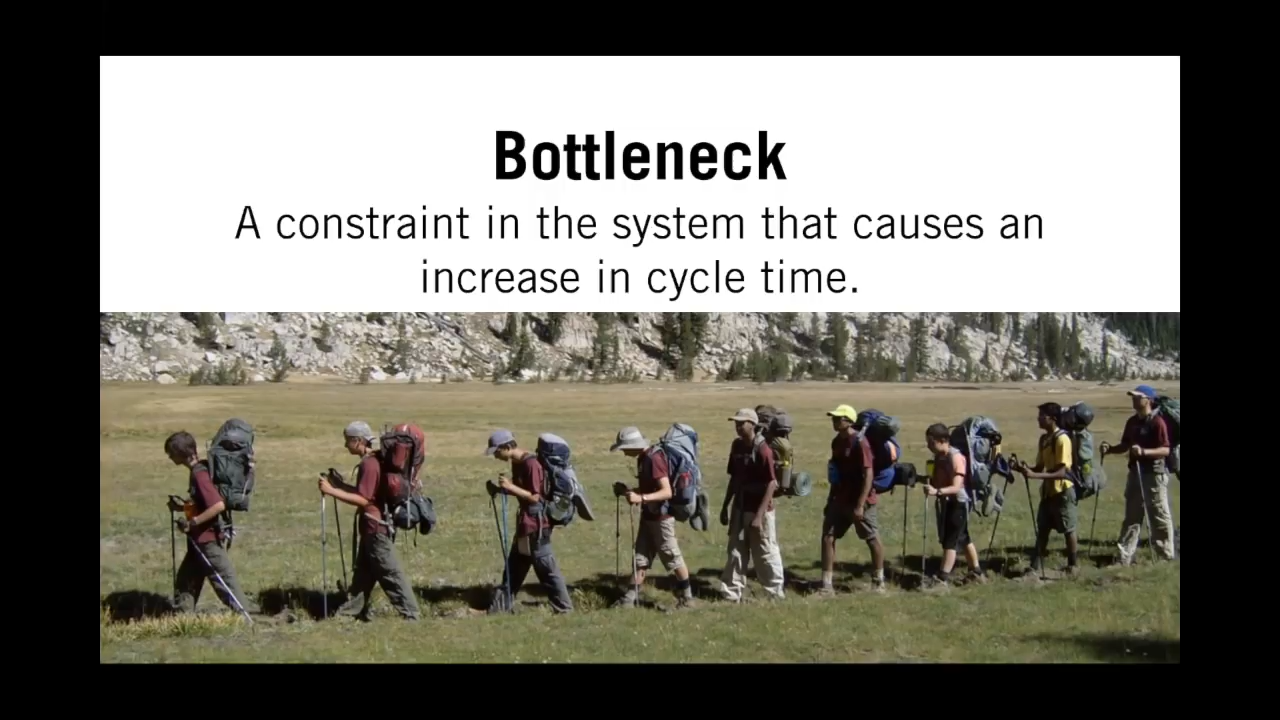 Bottleneck
A constraint in the system that causes an
increase in cycle time.